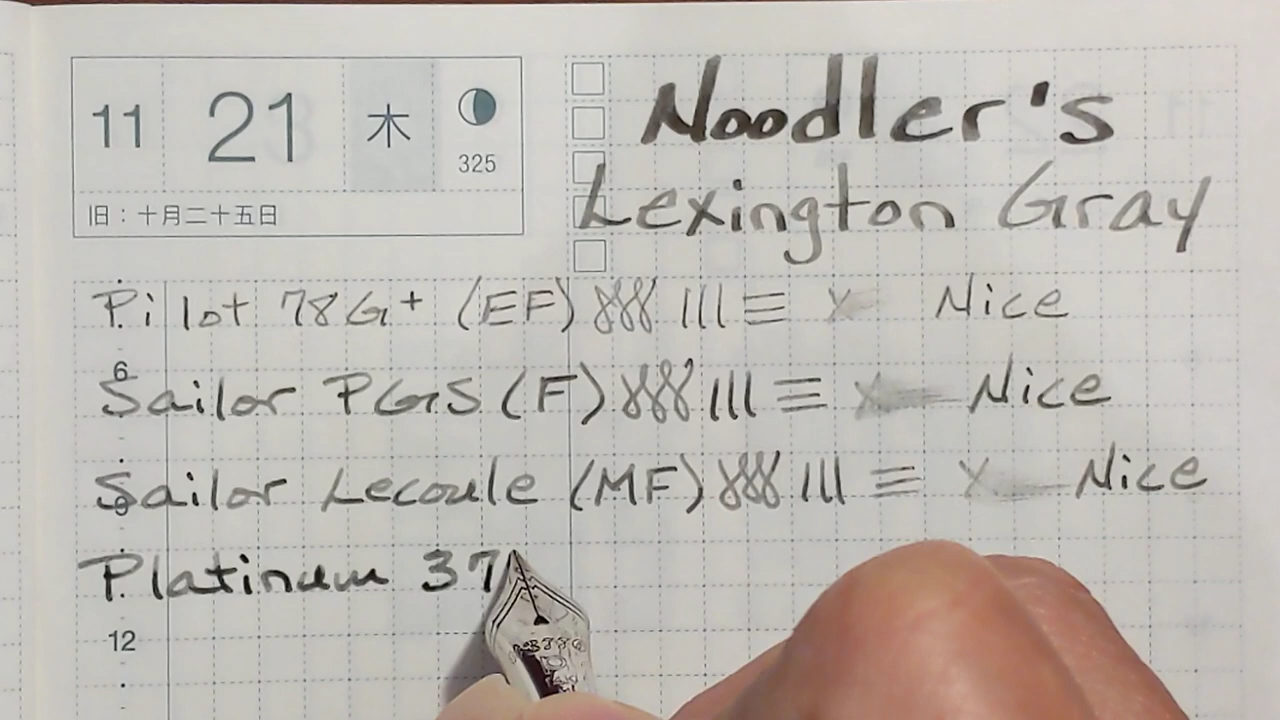 11 21 木
325
旧：十月二十五日
Noodler's
Lexington Gray
Pilot 78G+ (EF) X Nice
6
Sailor PGS (F) X Nice
Sailor Lecoule (MF) X Nice
9
Platinum 37
12